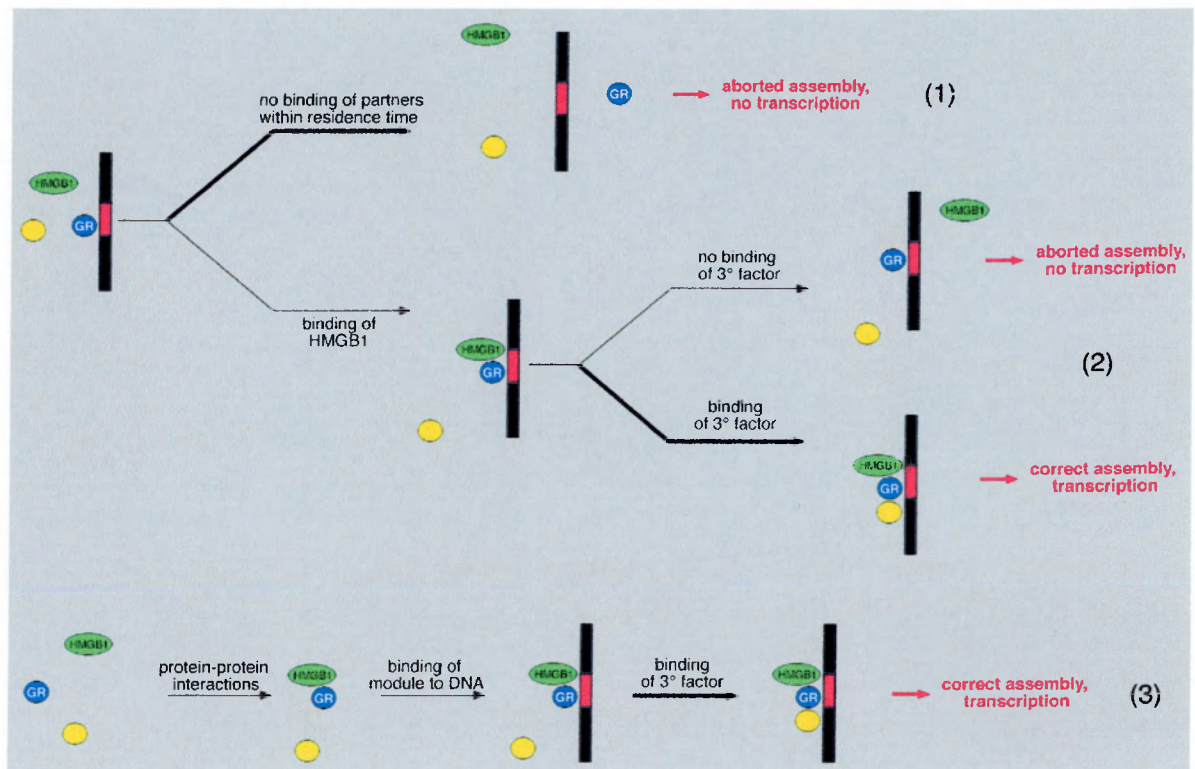 HMGB1
GR
aborted assembly,
no transcription
(1)
no binding of partners
within residence time
HMGB1
GR
binding of
HMGB1
HMGB1
GR
no binding
of 3° factor
HMGB1
GR
aborted assembly,
no transcription
(2)
binding
of 3° factor
HMGB1
GR
correct assembly,
transcription
HMGB1
GR
protein-protein
interactions
HMGB1
GR
binding of
module to DNA
HMGB1
GR
binding
of 3° factor
HMGB1
GR
correct assembly,
transcription
(3)